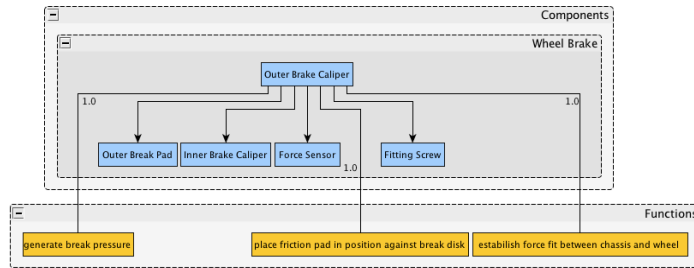 Components
Wheel Brake
Outer Brake Caliper
1.0
1.0
Outer Break Pad
Inner Brake Caliper
Force Sensor
Fitting Screw
1.0
Functions
generate break pressure
place friction pad in position against break disk
estabilish force fit between chassis and wheel